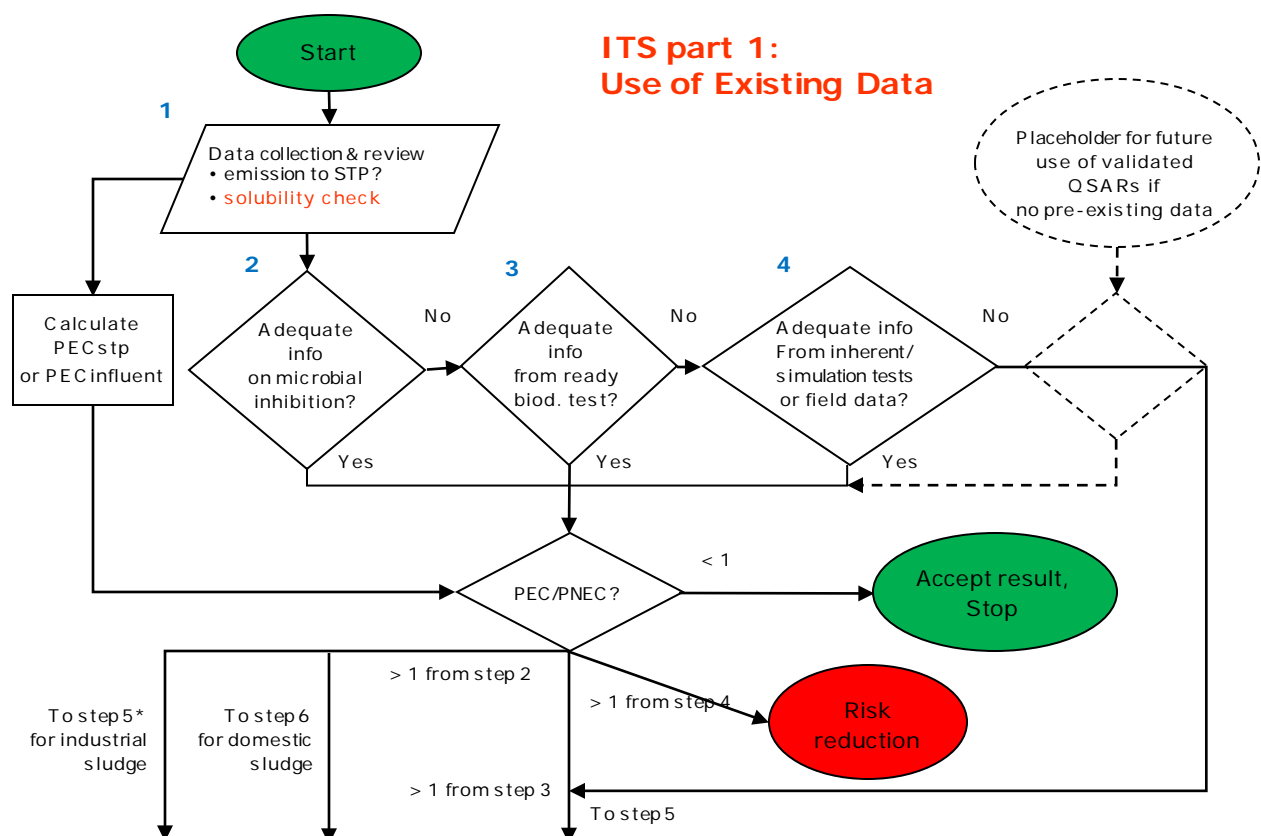 Start
ITS part 1:
Use of Existing Data
1
Data collection & review
• emission to STP?
• solubility check
Placeholder for future
use of validated
QSARs if
no pre-existing data
2
3
4
Calculate
PECstp
or PECinfluent
Adequate
info
on microbial
inhibition?
No
Adequate
info
from ready
biod. test?
No
Adequate info
From inherent/
simulation tests
or field data?
No
Yes
Yes
Yes
PEC/PNEC?
< 1
Accept result,
Stop
> 1 from step 2
> 1 from step 4
Risk
reduction
To step 5*
for industrial
sludge
To step 6
for domestic
sludge
> 1 from step 3
To step 5